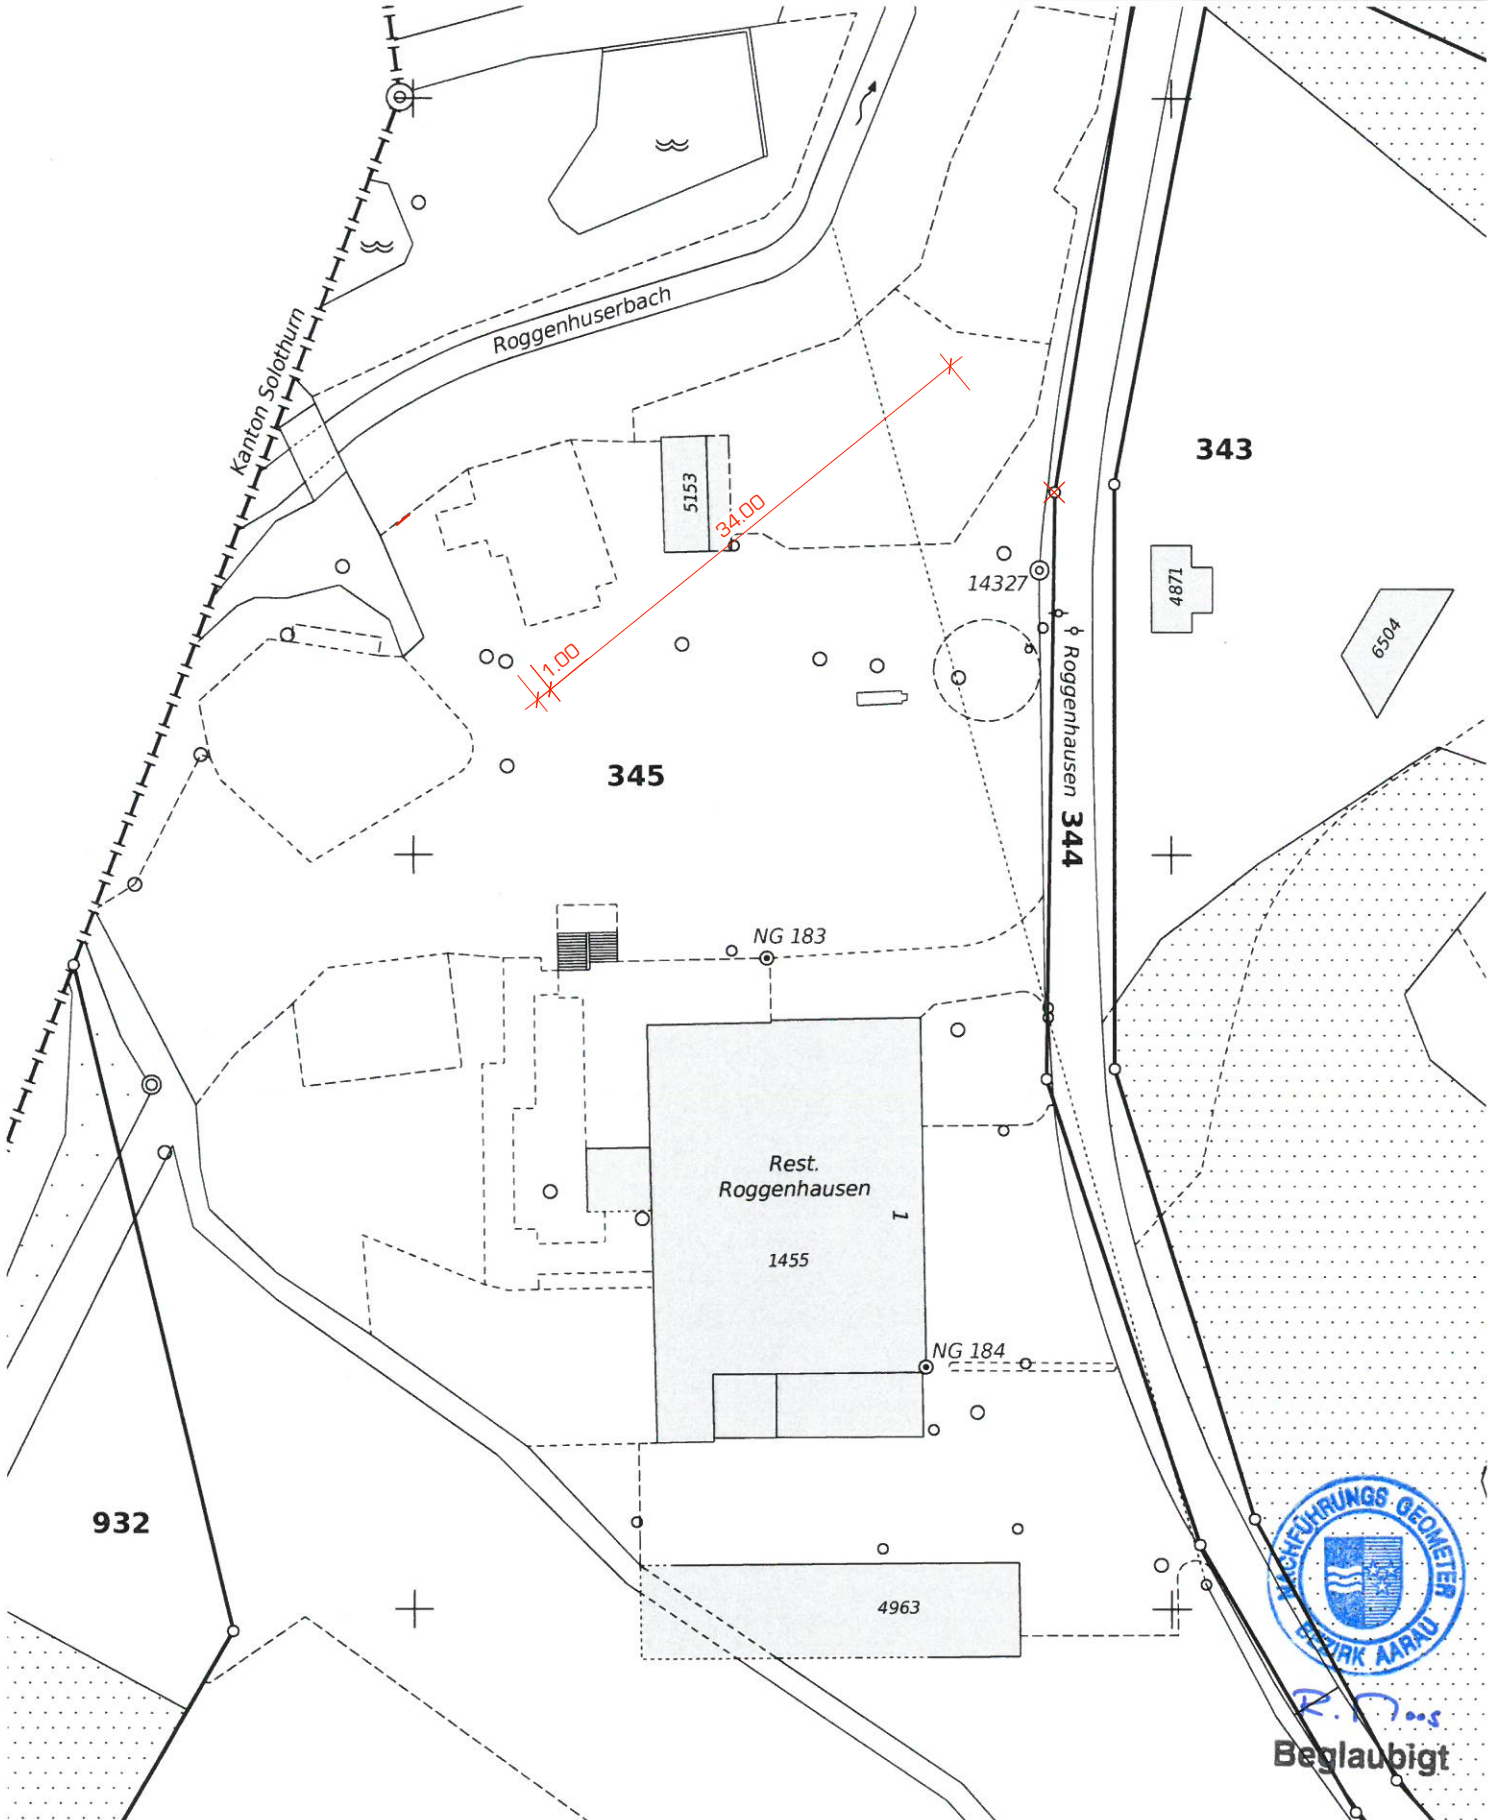 Kanton Solothurn
Roggenhuserbach
343
5153
34.00
14327
4871
6504
1.00
Roggenhausen
345
344
NG 183
Rest.
Roggenhausen
1
1455
NG 184
932
4963
NACHFÜHRUNGS GEOMETER
BEZIRK AARAU
R. Moos
Beglaubigt